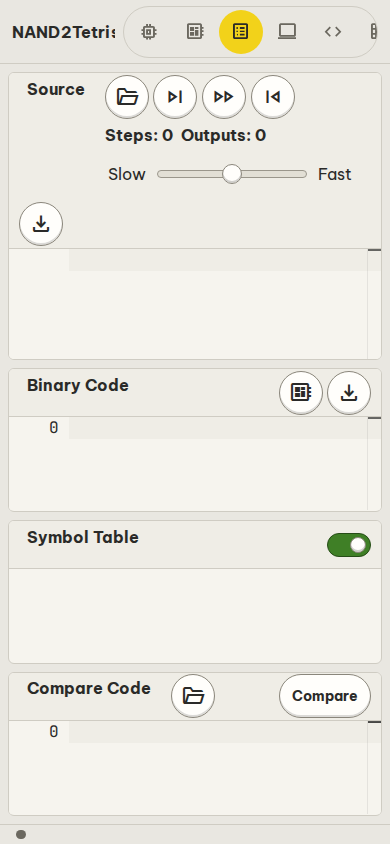 NAND2Tetris
Source
Steps: 0 Outputs: 0
Slow Fast
Binary Code
0
Symbol Table
Compare Code Compare
0